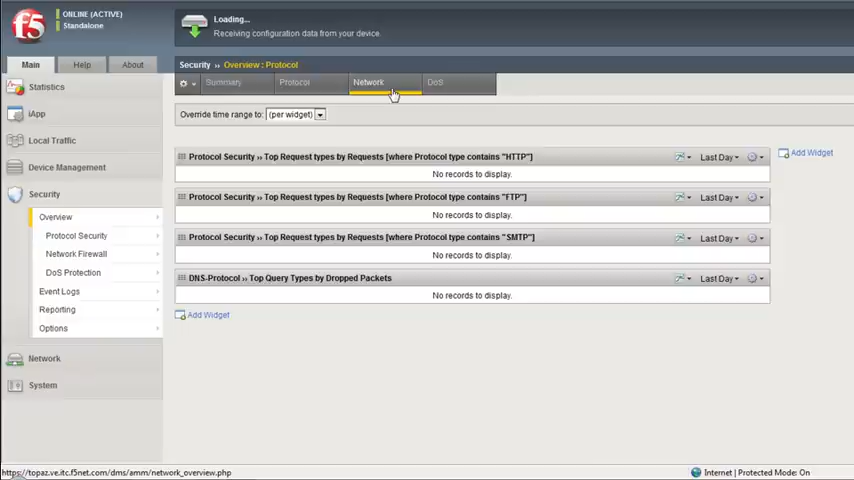 f5
ONLINE (ACTIVE)
Standalone
Loading...
Receiving configuration data from your device.
Main
Help
About
Security ›› Overview : Protocol
Summary
Protocol
Network
DoS
Statistics
iApp
Local Traffic
Device Management
Security
Overview
Protocol Security
Network Firewall
DoS Protection
Event Logs
Reporting
Options
Network
System
Override time range to: (per widget)
Protocol Security ›› Top Request types by Requests [where Protocol type contains "HTTP"]
Last Day
Add Widget
No records to display.
Protocol Security ›› Top Request types by Requests [where Protocol type contains "FTP"]
Last Day
No records to display.
Protocol Security ›› Top Request types by Requests [where Protocol type contains "SMTP"]
Last Day
No records to display.
DNS-Protocol ›› Top Query Types by Dropped Packets
Last Day
No records to display.
Add Widget
https://topaz.ve.itc.f5net.com/dms/amm/network_overview.php
Internet | Protected Mode: On